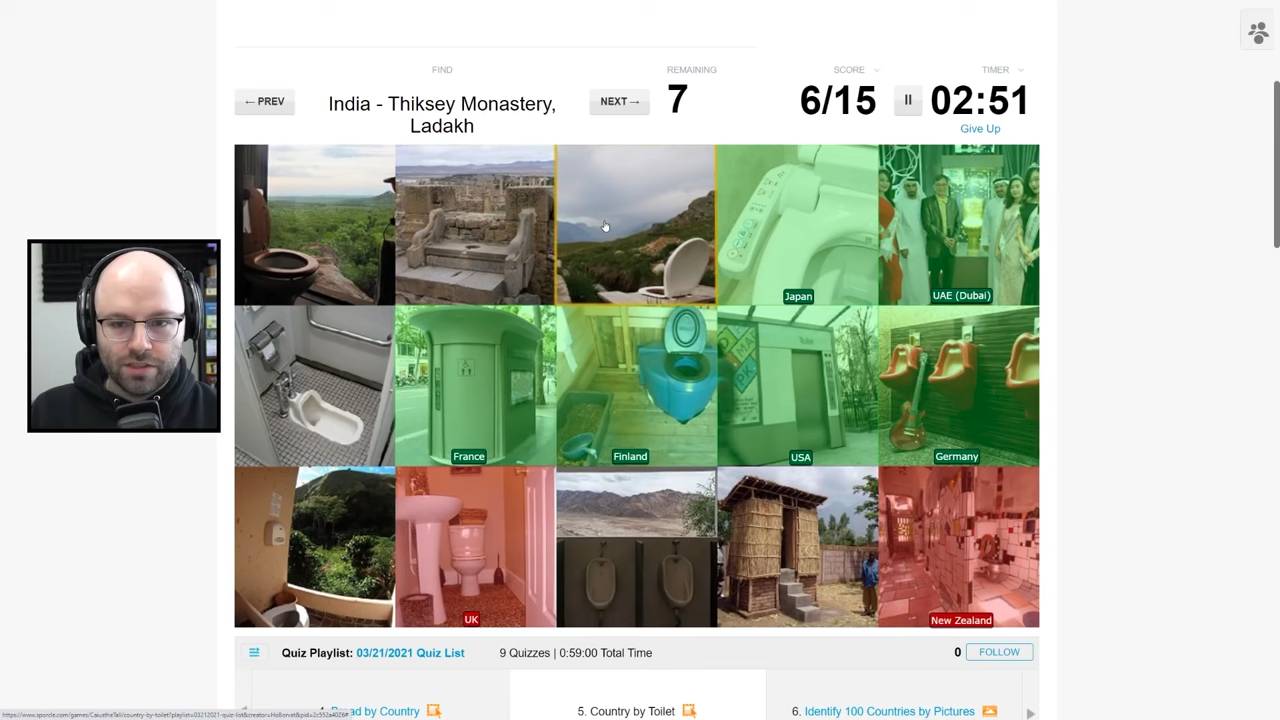 FIND
REMAINING
SCORE
TIMER
← PREV
India - Thiksey Monastery,
Ladakh
NEXT →
7
6/15
02:51
Give Up
Japan
UAE (Dubai)
France
Finland
USA
Germany
UK
New Zealand
Quiz Playlist: 03/21/2021 Quiz List
9 Quizzes | 0:59:00 Total Time
0
FOLLOW
by Country
5. Country by Toilet
6. Identify 100 Countries by Pictures